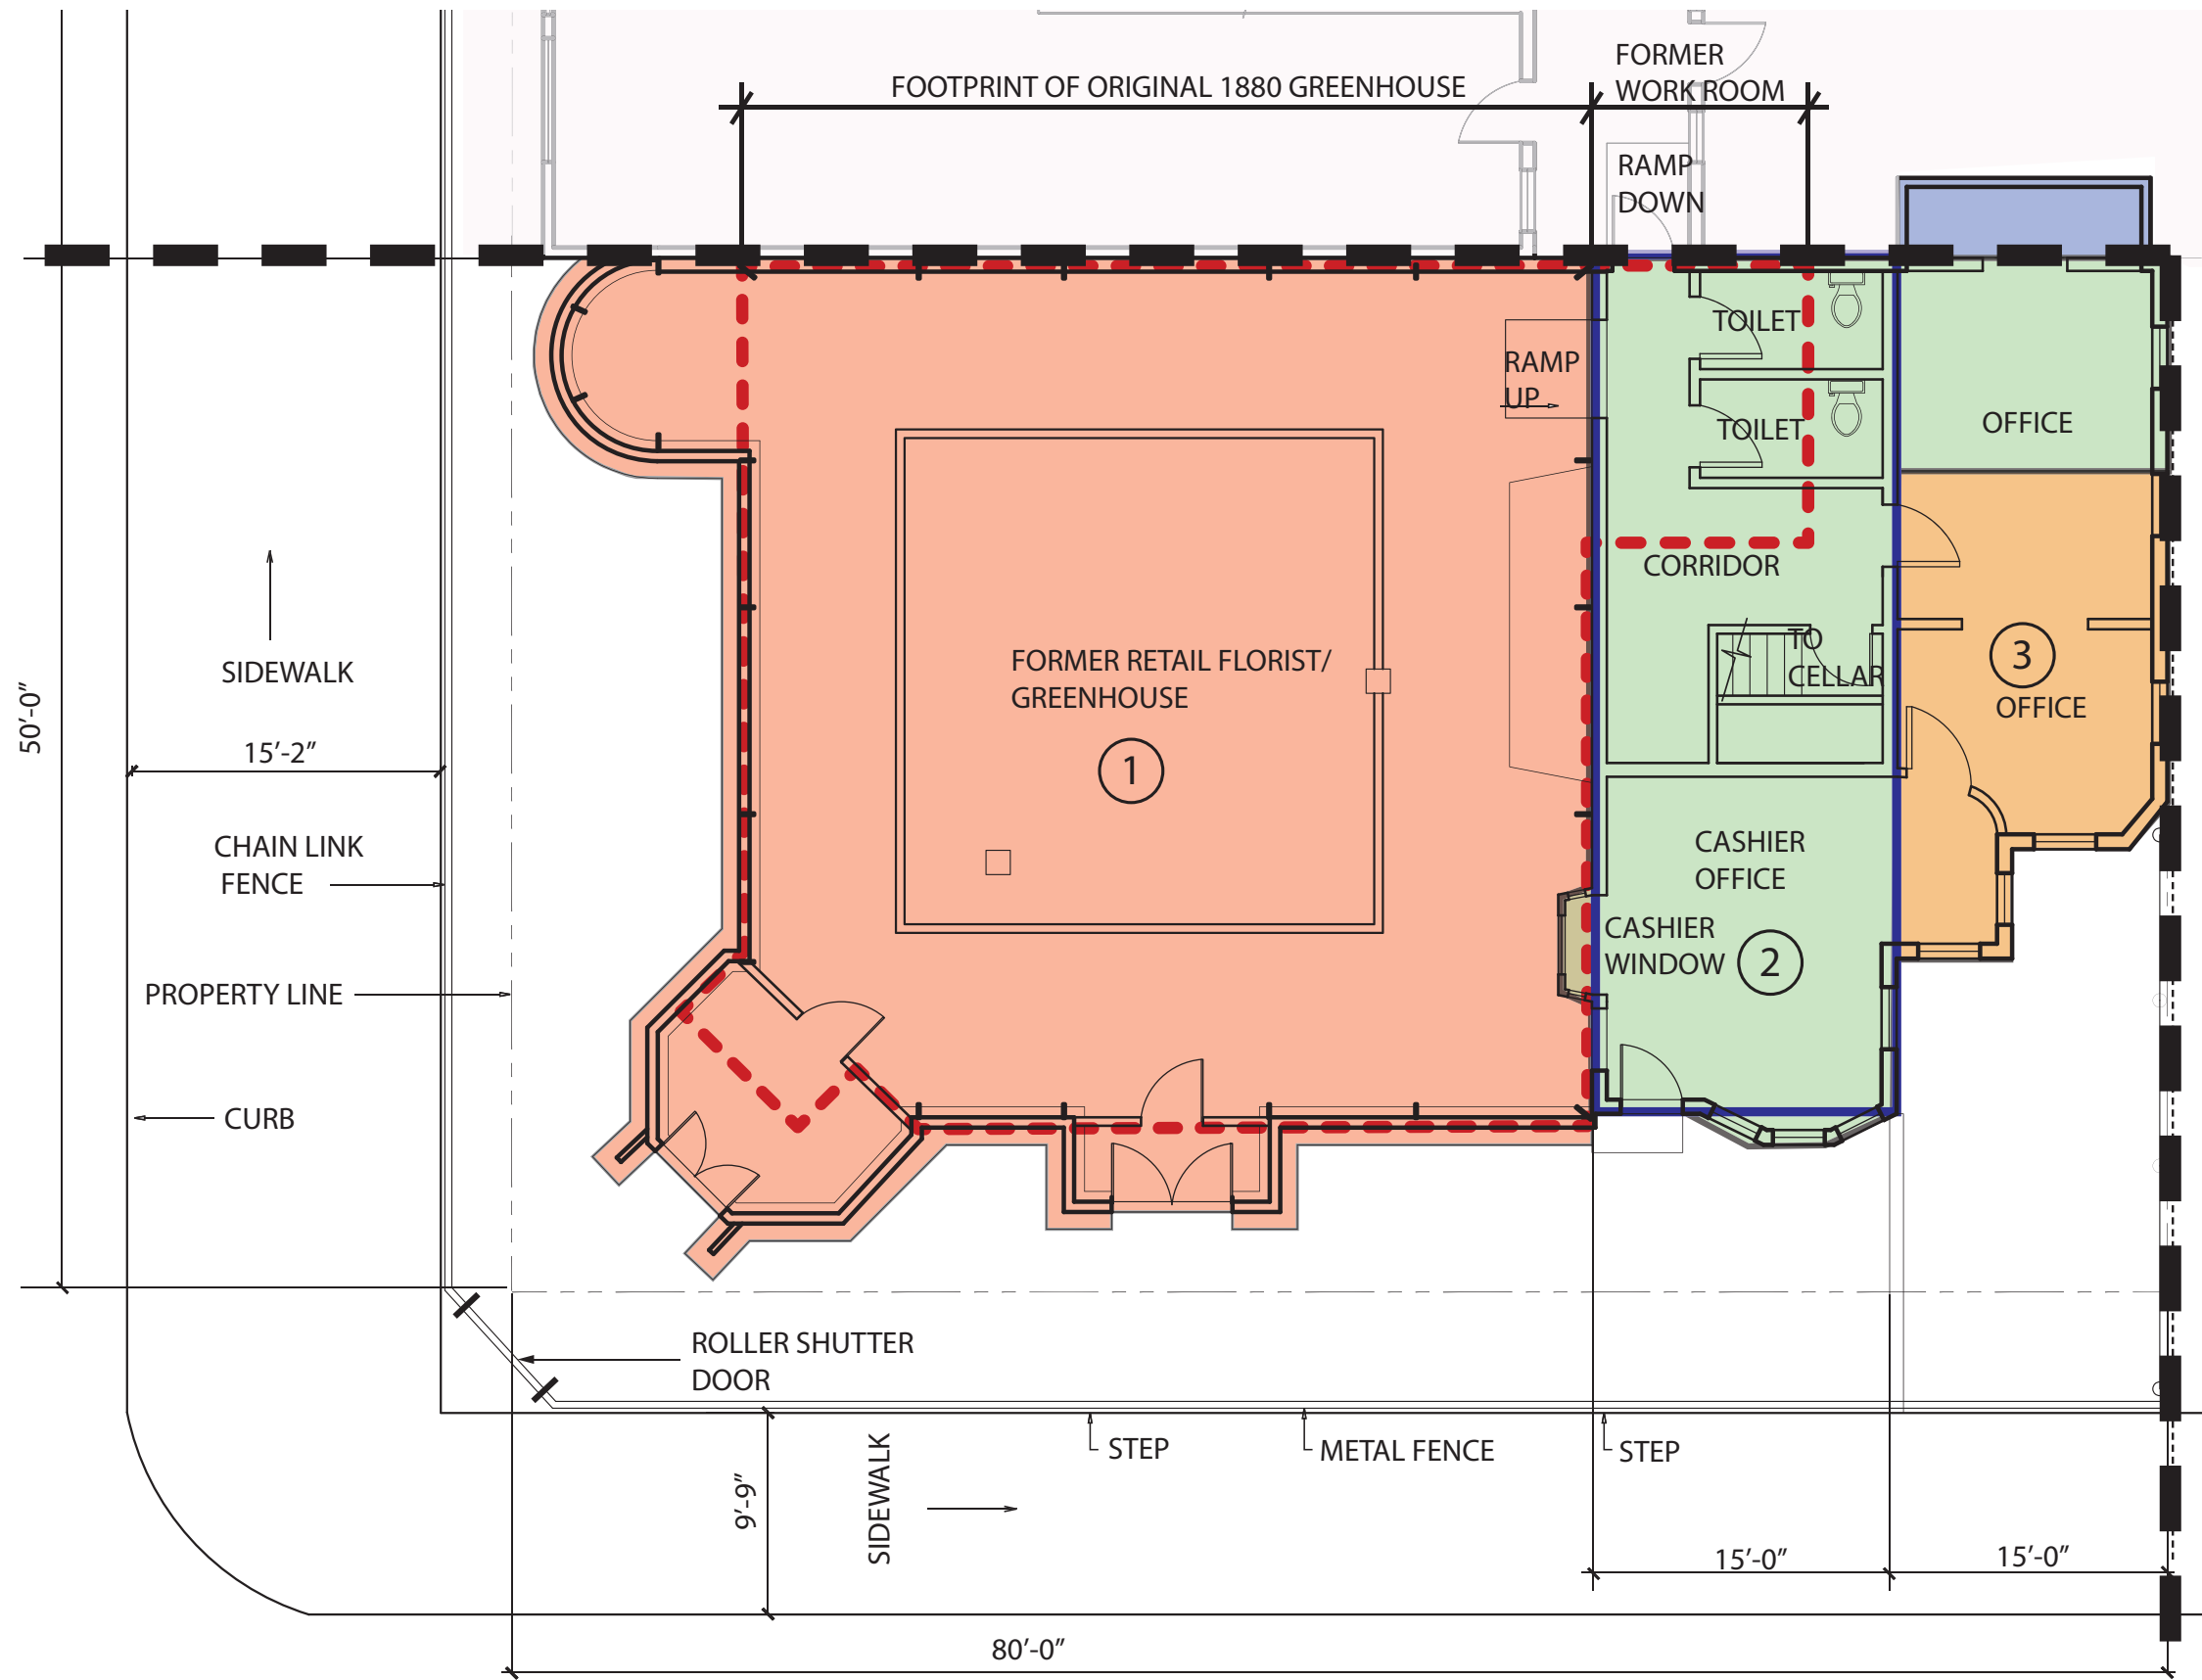 FORMER
WORK ROOM
FOOTPRINT OF ORIGINAL 1880 GREENHOUSE
RAMP
DOWN
TOILET
RAMP
UP
TOILET
OFFICE
CORRIDOR
TO
CELLAR
3
OFFICE
FORMER RETAIL FLORIST/
GREENHOUSE
1
SIDEWALK
50'-0"
15'-2"
CHAIN LINK
FENCE
CASHIER
OFFICE
CASHIER
WINDOW
2
PROPERTY LINE
CURB
ROLLER SHUTTER
DOOR
STEP
METAL FENCE
STEP
9'-9"
SIDEWALK
15'-0"
15'-0"
80'-0"